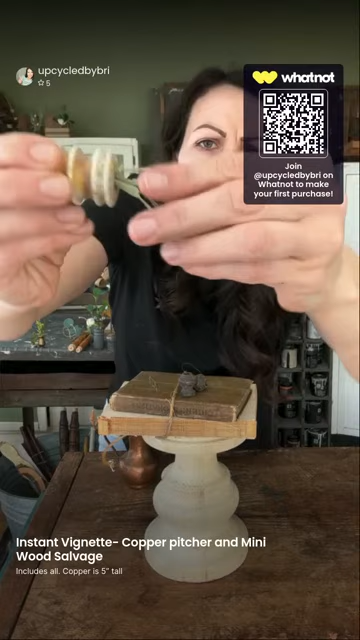 upcycledbybri
5
whatnot
Join
@upcycledbybri on
Whatnot to make
your first purchase!
Instant Vignette- Copper pitcher and Mini
Wood Salvage
Includes all. Copper is 5" tall